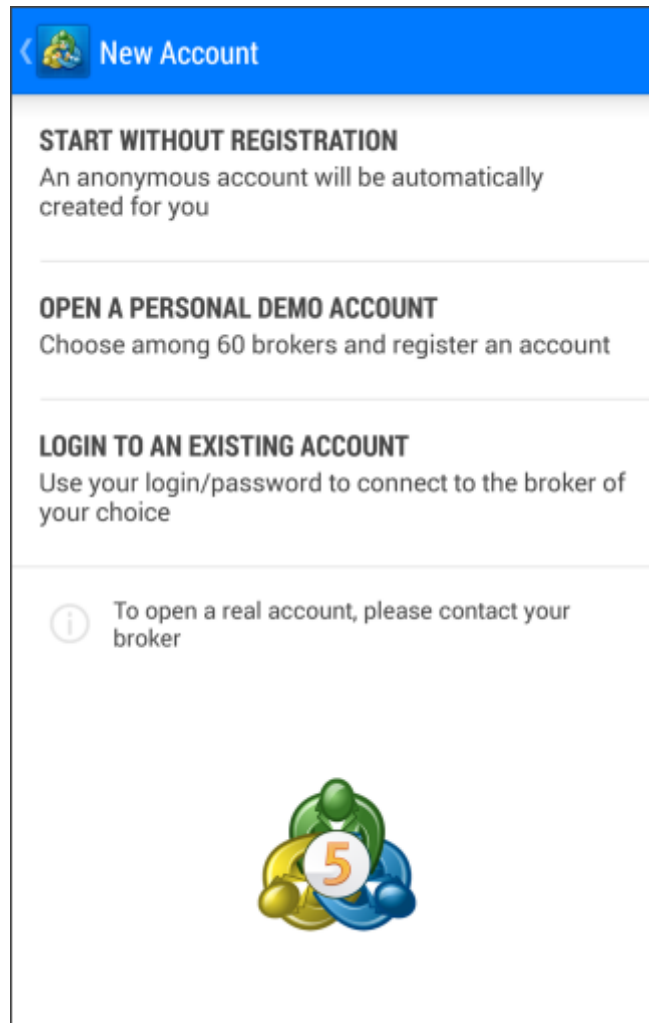 New Account
START WITHOUT REGISTRATION
An anonymous account will be automatically
created for you
OPEN A PERSONAL DEMO ACCOUNT
Choose among 60 brokers and register an account
LOGIN TO AN EXISTING ACCOUNT
Use your login/password to connect to the broker of
your choice
To open a real account, please contact your
broker
5